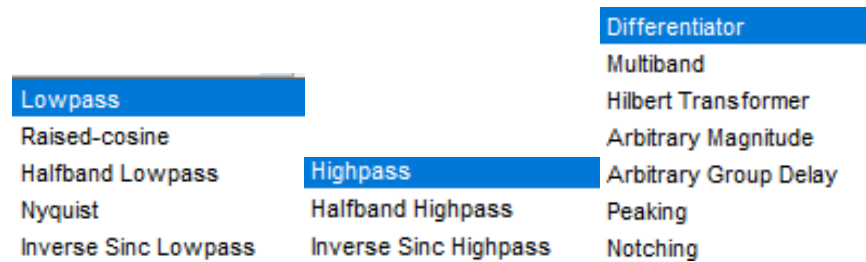 Lowpass
Raised-cosine
Halfband Lowpass
Nyquist
Inverse Sinc Lowpass
Highpass
Halfband Highpass
Inverse Sinc Highpass
Differentiator
Multiband
Hilbert Transformer
Arbitrary Magnitude
Arbitrary Group Delay
Peaking
Notching